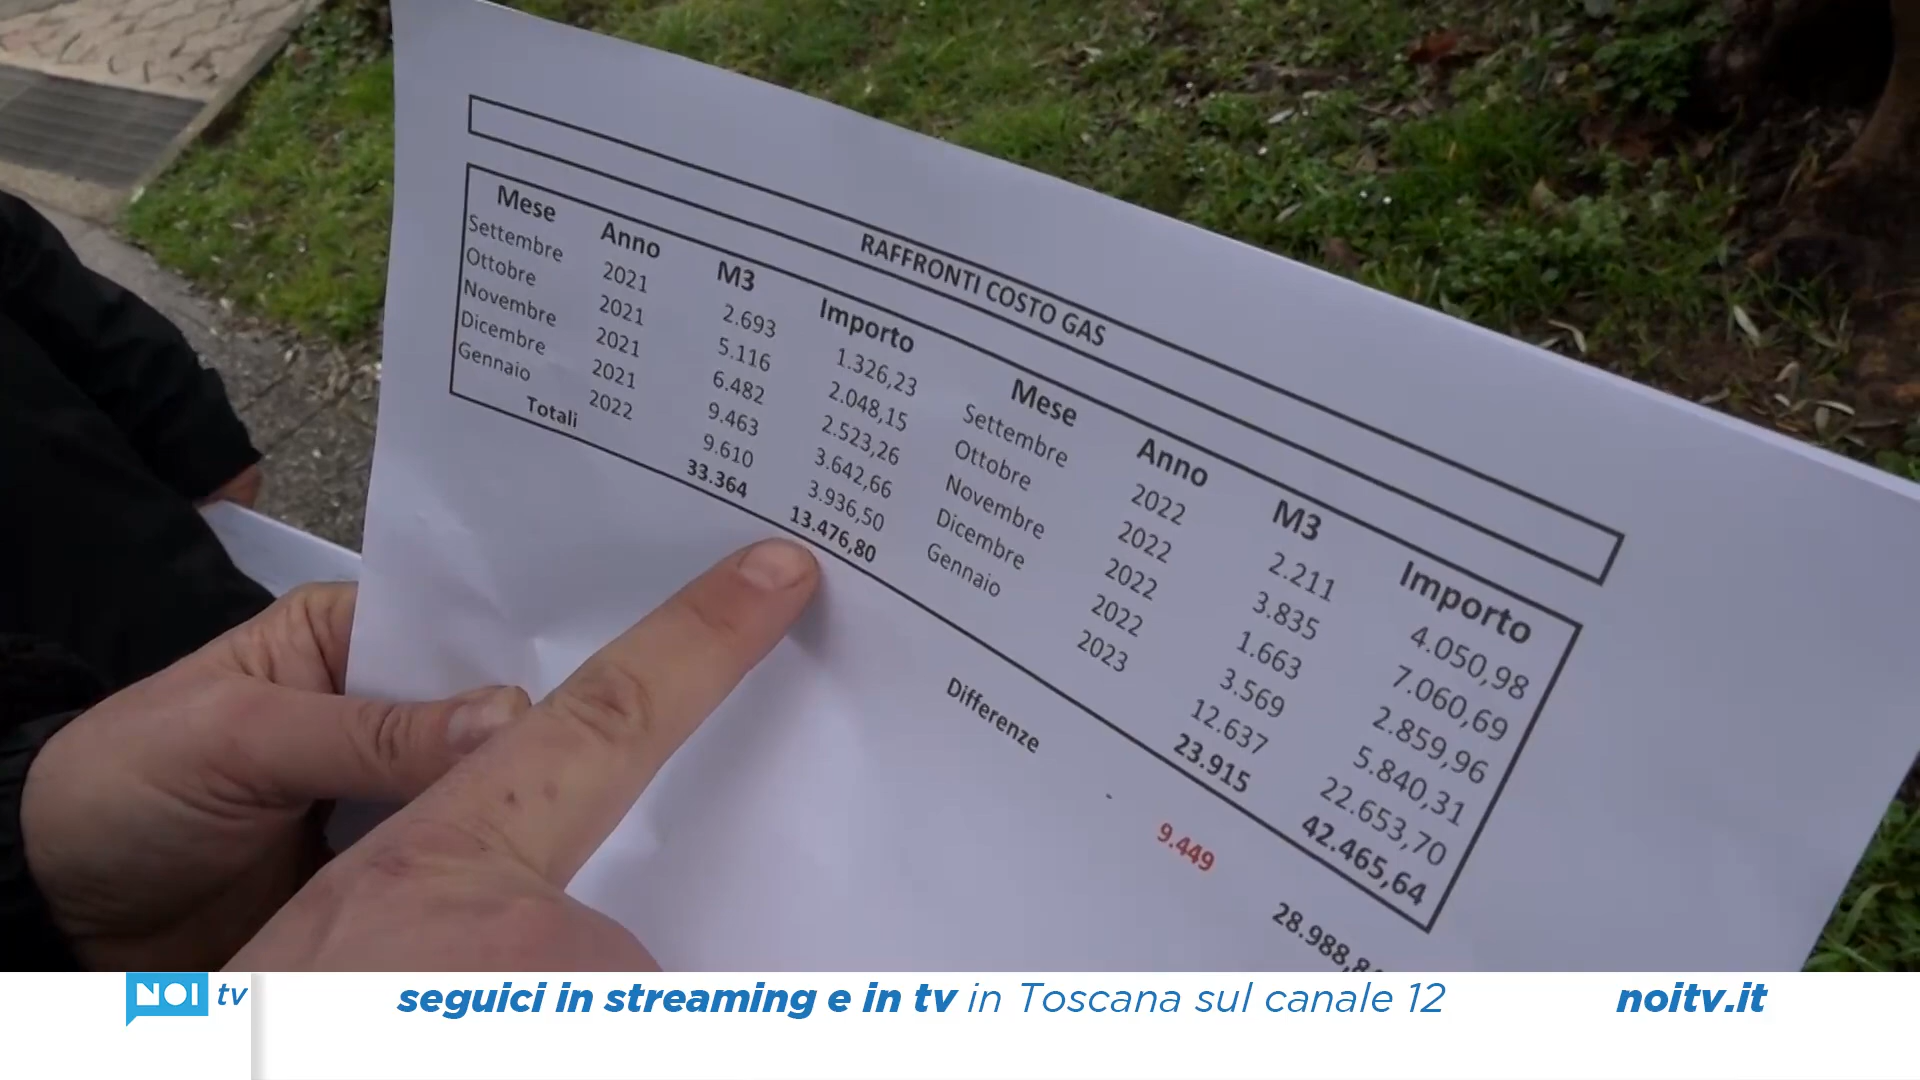 RAFFRONTI COSTO GAS
Mese Anno M3 Importo Mese Anno M3 Importo
Settembre 2021 2.693 1.326,23 Settembre 2022 2.211 4.050,98
Ottobre 2021 5.116 2.048,15 Ottobre 2022 3.835 7.060,69
Novembre 2021 6.482 2.523,26 Novembre 2022 1.663 2.859,96
Dicembre 2021 9.463 3.642,66 Dicembre 2022 3.569 5.840,31
Gennaio 2022 9.610 3.936,50 Gennaio 2023 12.637 22.653,70
Totali 33.364 13.476,80 23.915 42.465,64
Differenze - 9.449
NOI tv
seguici in streaming e in tv in Toscana sul canale 12
noitv.it